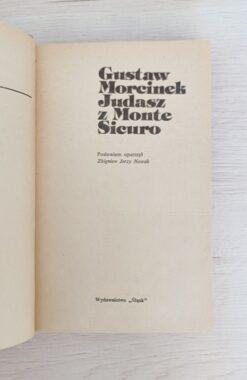 Gustaw
Morcinek
Judasz
z Monte
Sicuro
Posłowiem opatrzył
Zbigniew Jerzy Nowak
Wydawnictwo „Śląsk”